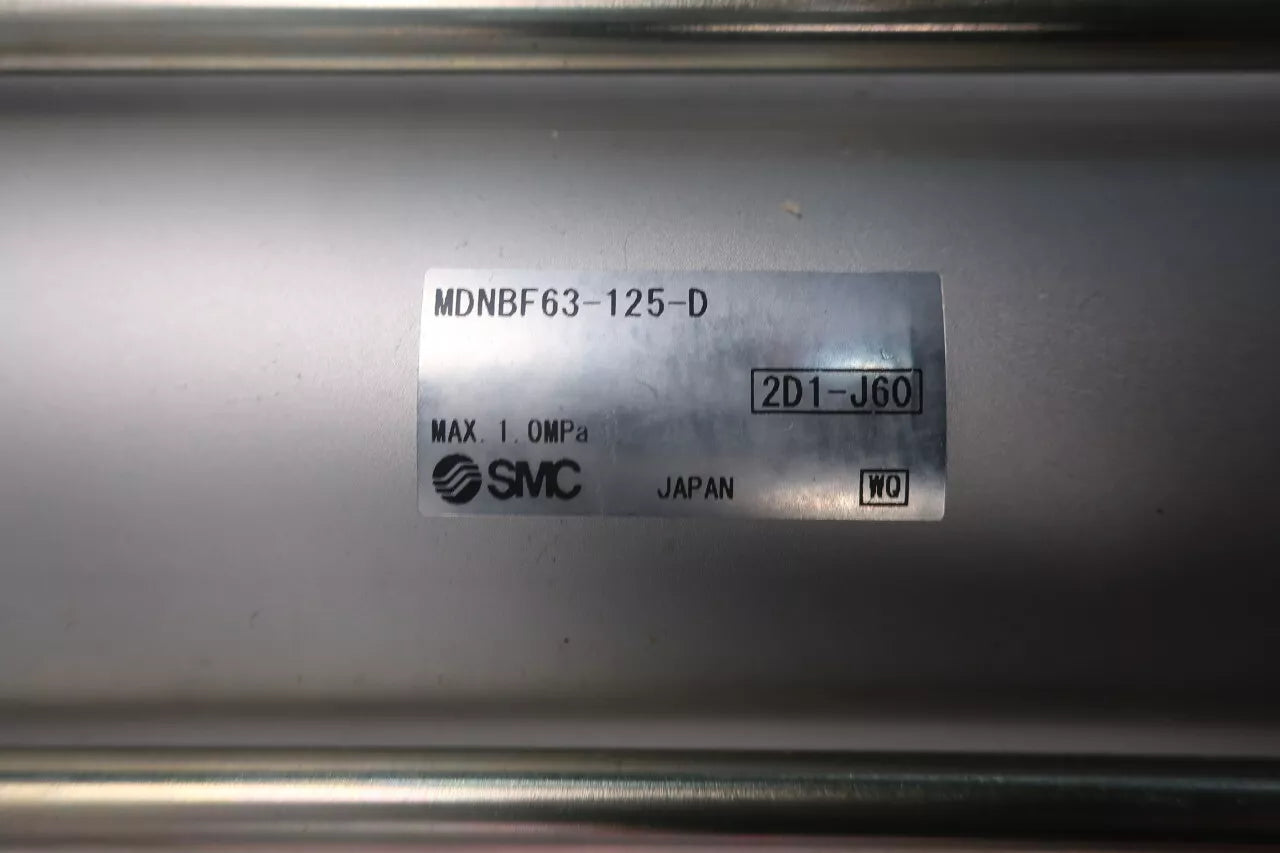 MDNBF63-125-D
2D1-J60
MAX. 1.0MPa
SMC JAPAN WQ